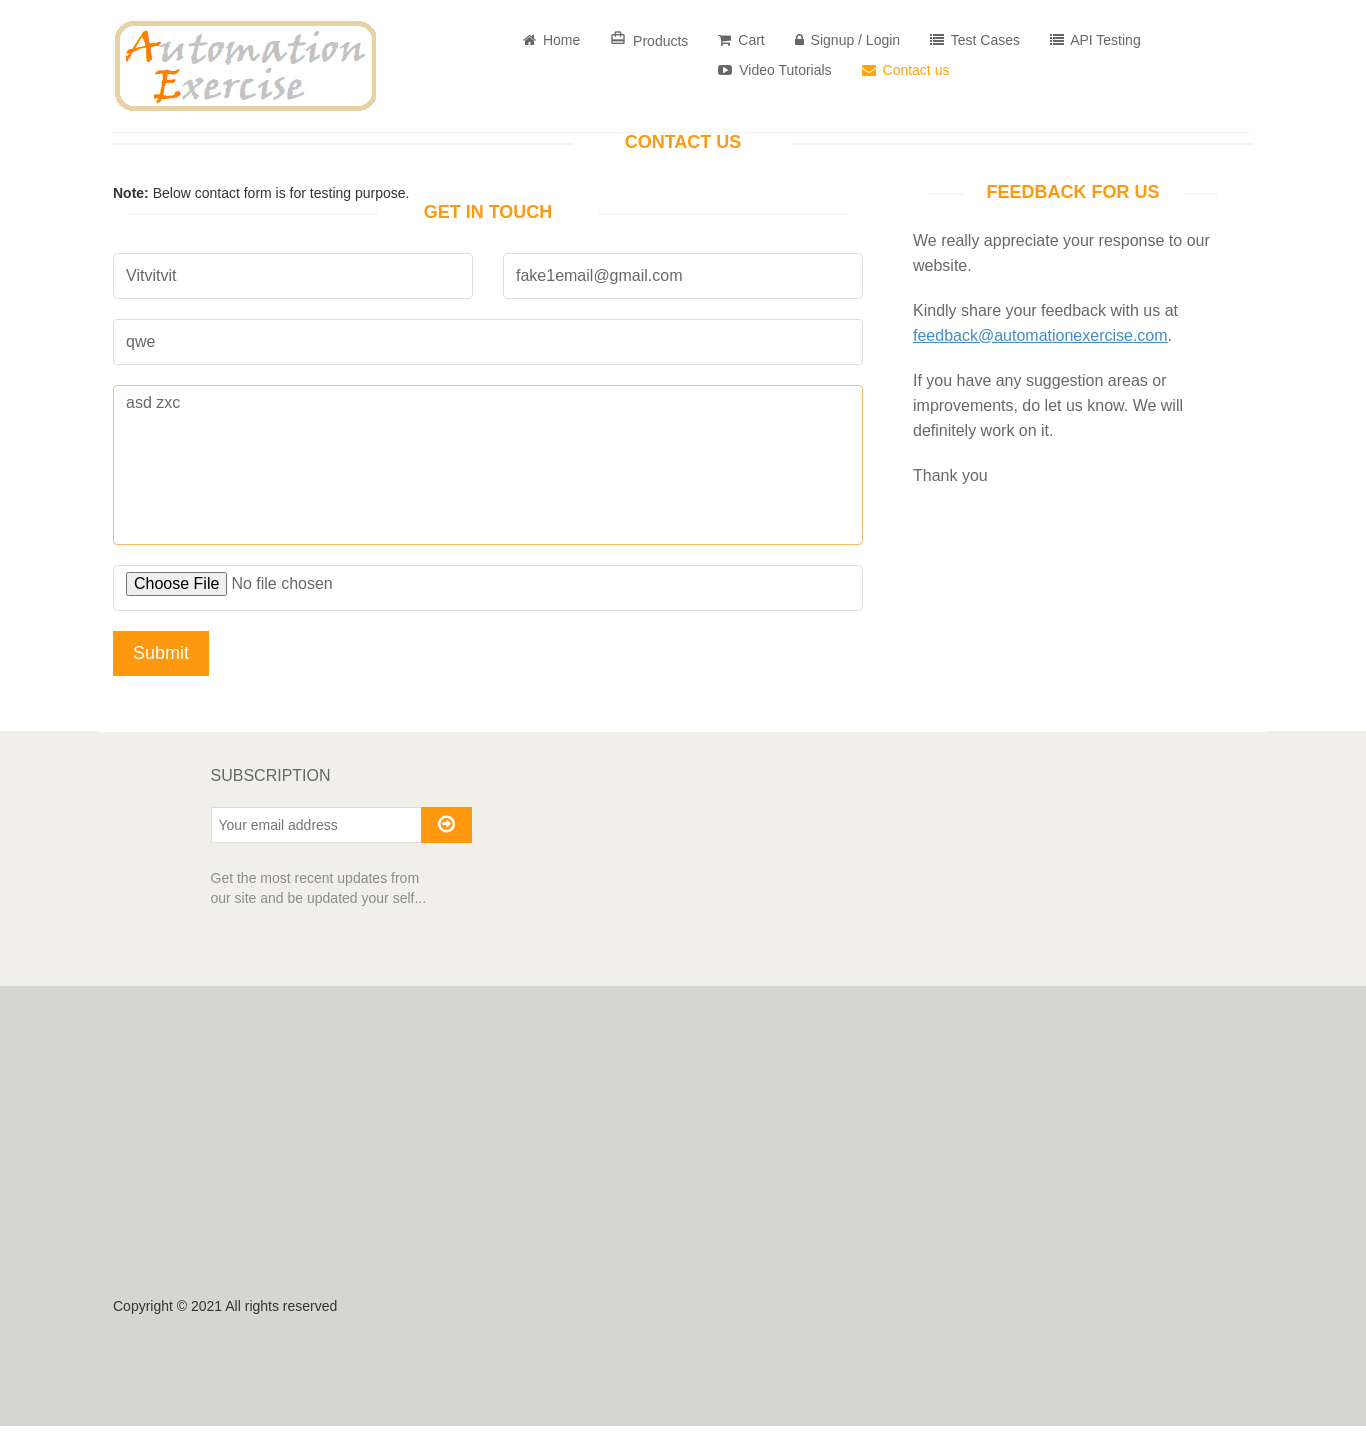 Automation
Exercise
Home
Products
Cart
Signup / Login
Test Cases
API Testing
Video Tutorials
Contact us
CONTACT US
Note: Below contact form is for testing purpose.
GET IN TOUCH
Vitvitvit
fake1email@gmail.com
qwe
asd zxc
Choose File No file chosen
Submit
FEEDBACK FOR US
We really appreciate your response to our
website.
Kindly share your feedback with us at
feedback@automationexercise.com.
If you have any suggestion areas or
improvements, do let us know. We will
definitely work on it.
Thank you
SUBSCRIPTION
Your email address
Get the most recent updates from
our site and be updated your self...
Copyright © 2021 All rights reserved